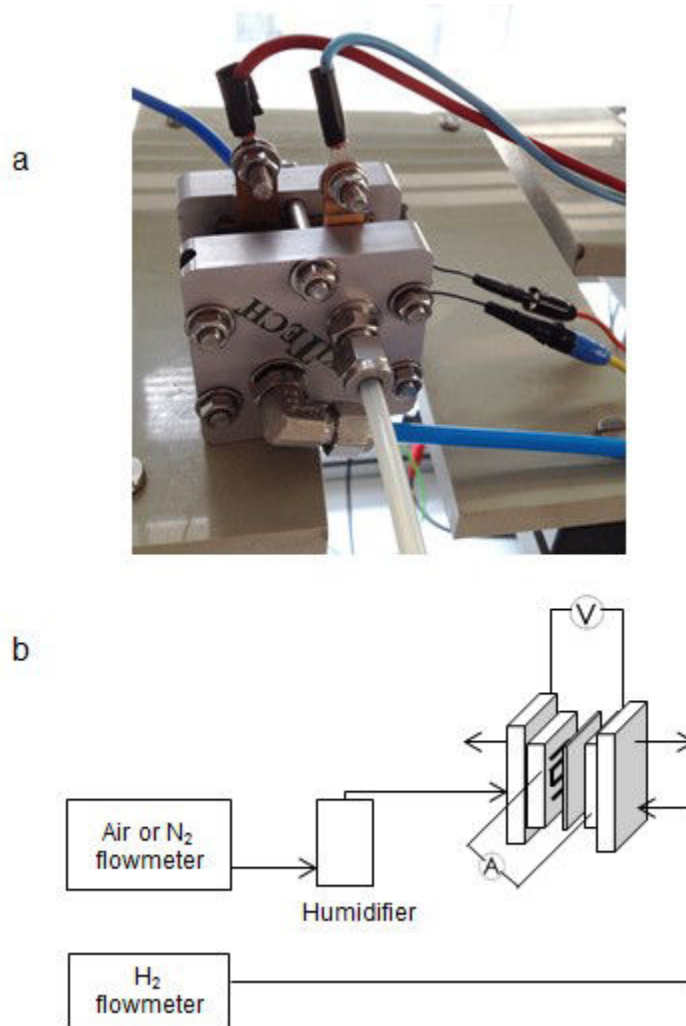 a
b
V
Air or N₂
flowmeter
A
Humidifier
H₂
flowmeter